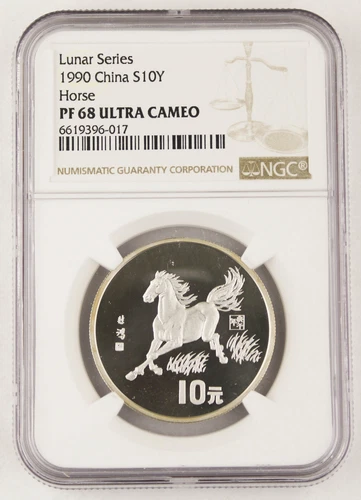 Lunar Series
1990 China S10Y
Horse
PF 68 ULTRA CAMEO
6619396-017
NUMISMATIC GUARANTY CORPORATION
NGC®
10元